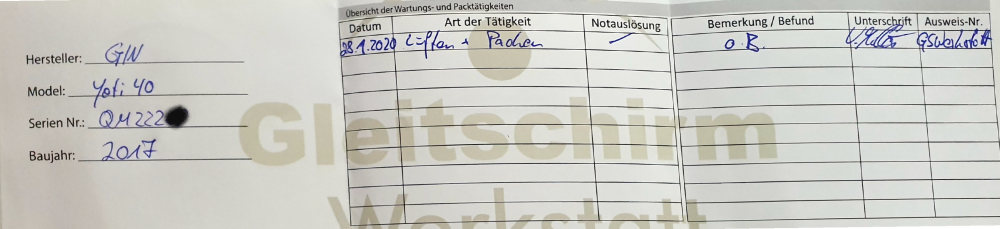 Hersteller: GIN
Model: Yeti 40
Serien Nr.: QM222
Baujahr: 2017
Übersicht der Wartungs- und Packtätigkeiten
Datum Art der Tätigkeit Notauslösung Bemerkung / Befund Unterschrift Ausweis-Nr.
28.1.2020 Lüften + Packen – o.B. GSWerkstatt
Gleitschirm
Werkstatt